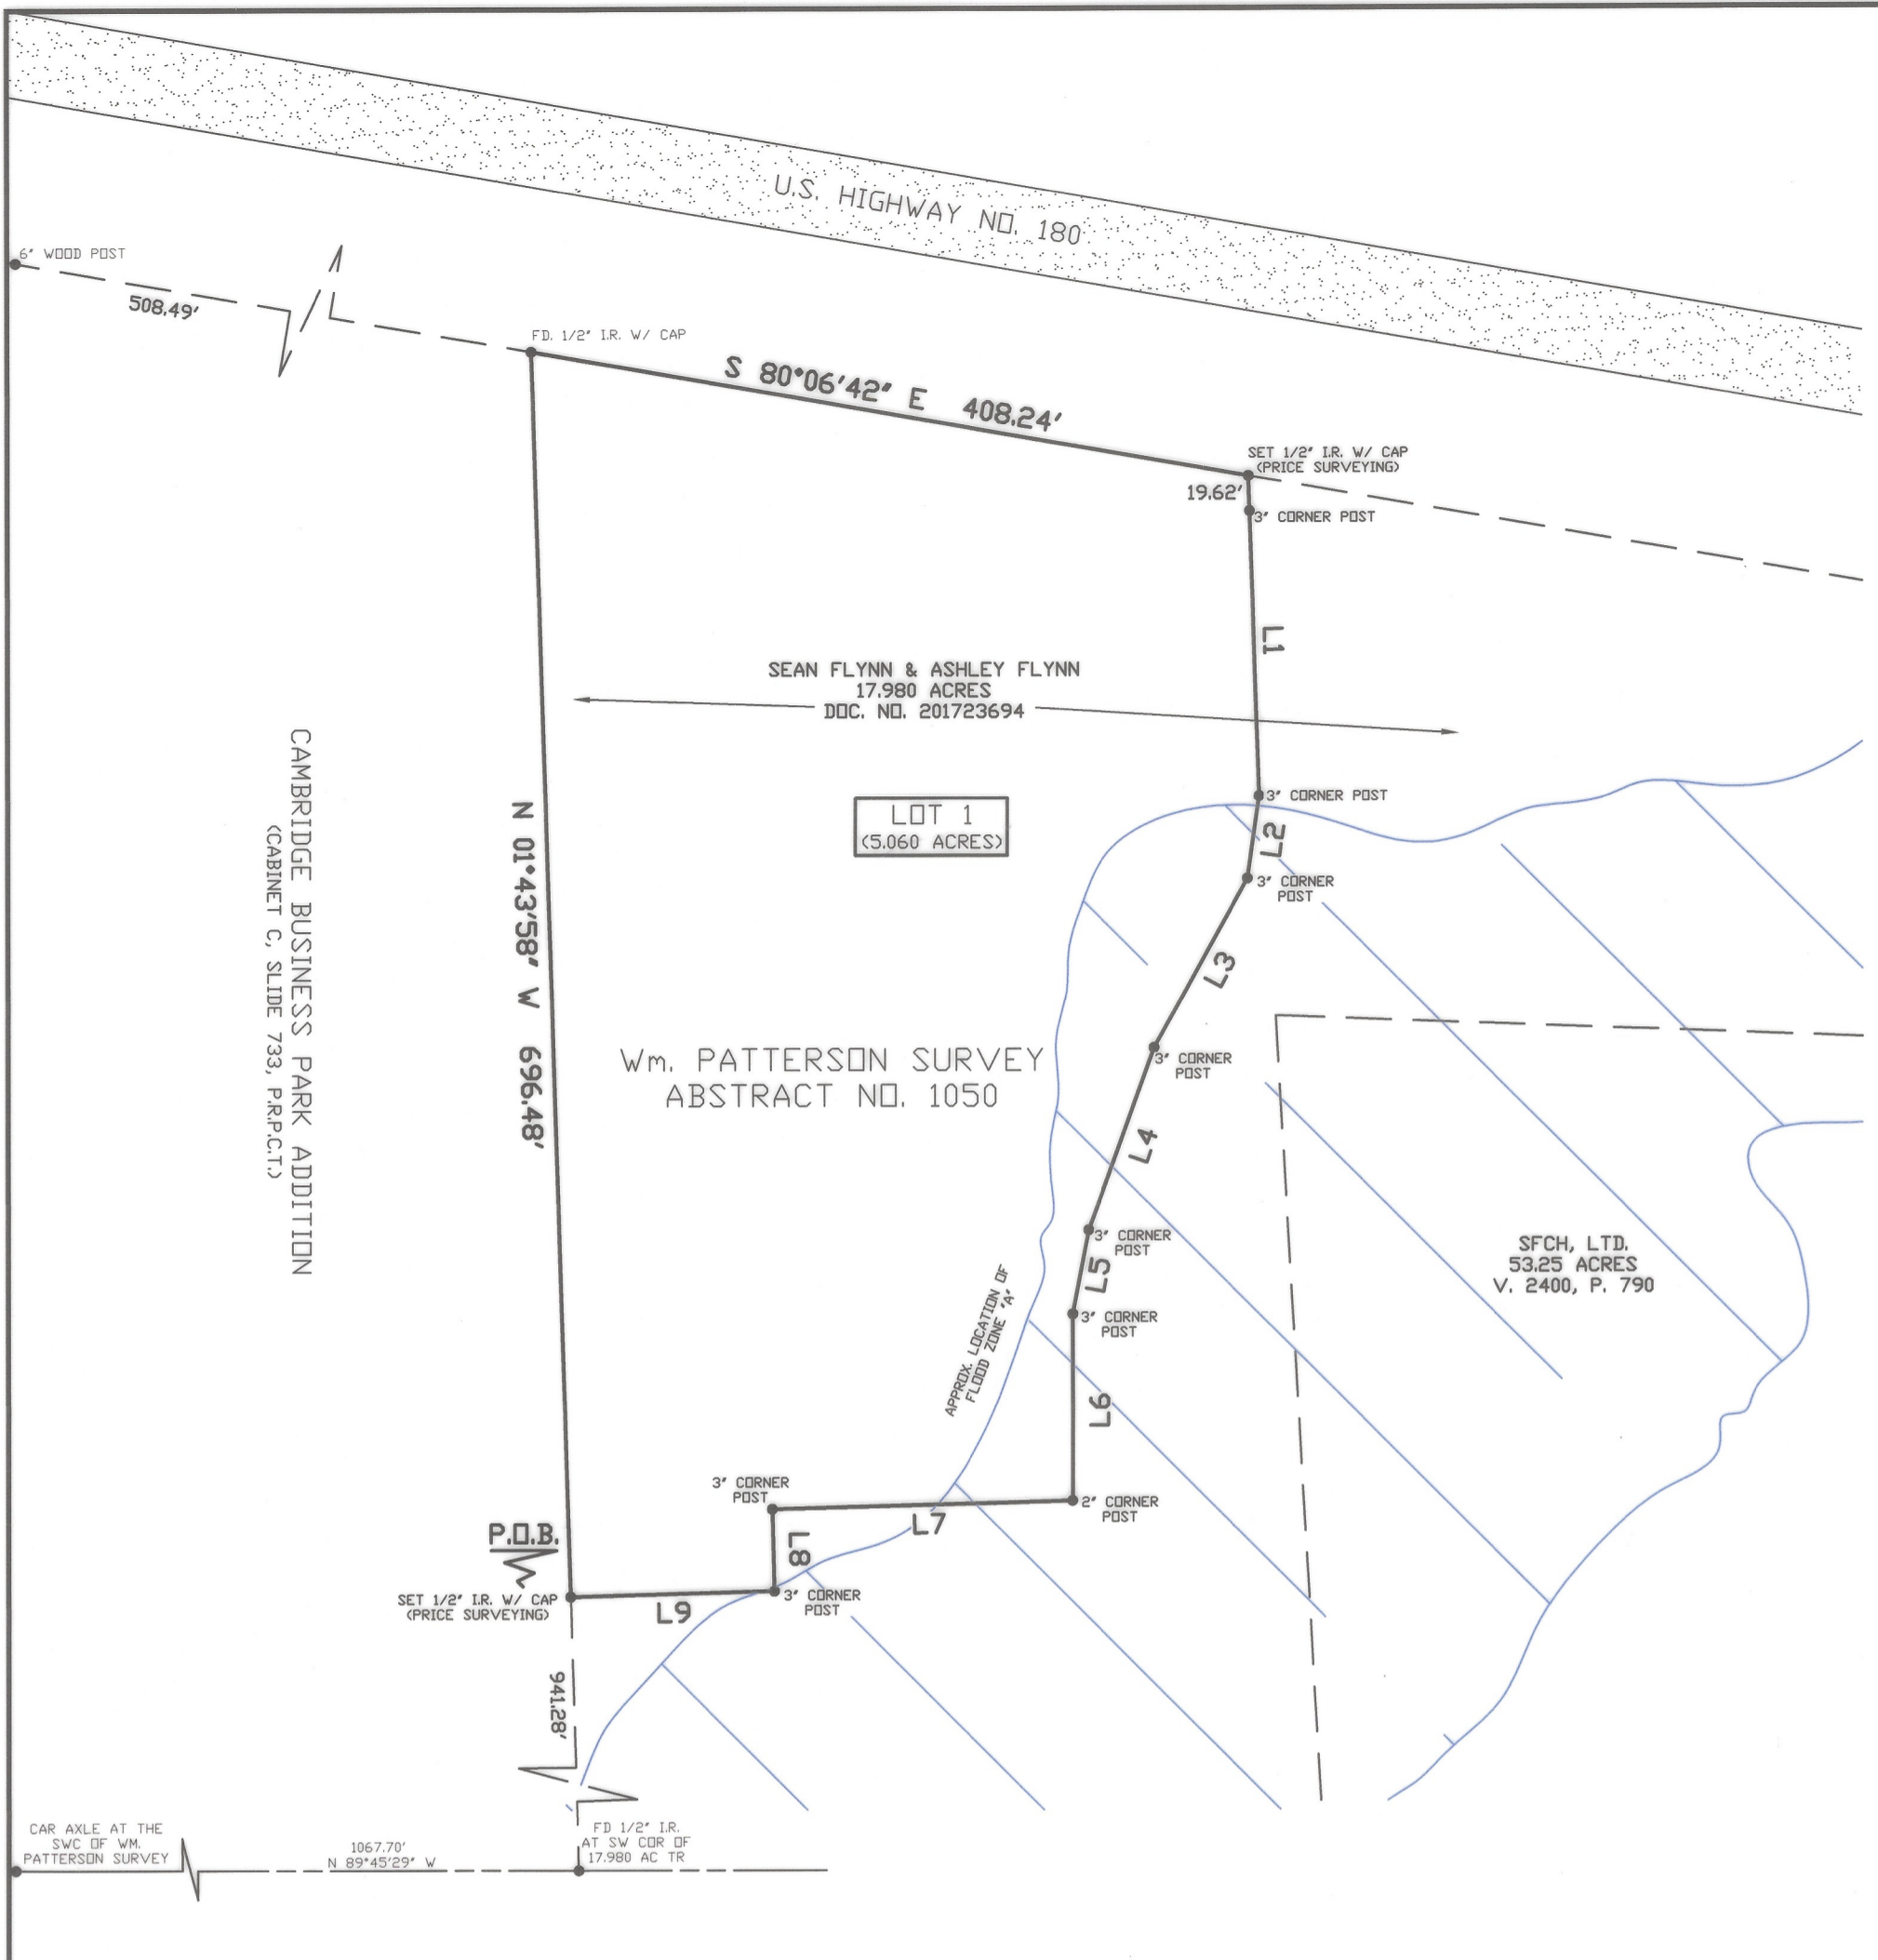 U.S. HIGHWAY NO. 180
6" WOOD POST
508.49'
FD. 1/2" I.R. W/ CAP
S 80°06'42" E 408.24'
SET 1/2" I.R. W/ CAP
(PRICE SURVEYING)
19.62'
3" CORNER POST
L1
SEAN FLYNN & ASHLEY FLYNN
17.980 ACRES
DOC. NO. 201723694
3" CORNER POST
LOT 1
(5.060 ACRES)
L2
3" CORNER
POST
L3
CAMBRIDGE BUSINESS PARK ADDITION
(CABINET C, SLIDE 733, P.R.P.C.T.)
N 01°43'58" W 696.48'
Wm. PATTERSON SURVEY
ABSTRACT NO. 1050
3" CORNER
POST
L4
3" CORNER
POST
L5
SFCH, LTD.
53.25 ACRES
V. 2400, P. 790
APPROX. LOCATION OF
FLOOD ZONE "A"
3" CORNER
POST
L6
3" CORNER
POST
2" CORNER
POST
L7
P.O.B.
L8
SET 1/2" I.R. W/ CAP
(PRICE SURVEYING)
L9
3" CORNER
POST
941.28'
CAR AXLE AT THE
SWC OF WM.
PATTERSON SURVEY
1067.70'
N 89°45'29" W
FD 1/2" I.R.
AT SW COR OF
17.980 AC TR